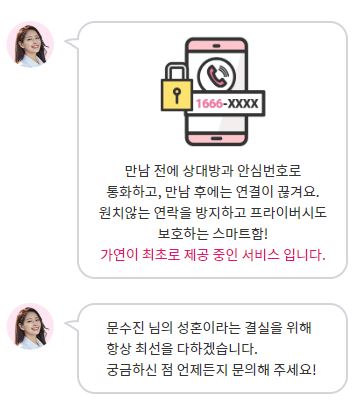 1666-XXXX
만남 전에 상대방과 안심번호로
통화하고, 만남 후에는 연결이 끊겨요.
원치않는 연락을 방지하고 프라이버시도
보호하는 스마트함!
가연이 최초로 제공 중인 서비스 입니다.
문수진 님의 성혼이라는 결실을 위해
항상 최선을 다하겠습니다.
궁금하신 점 언제든지 문의해 주세요!